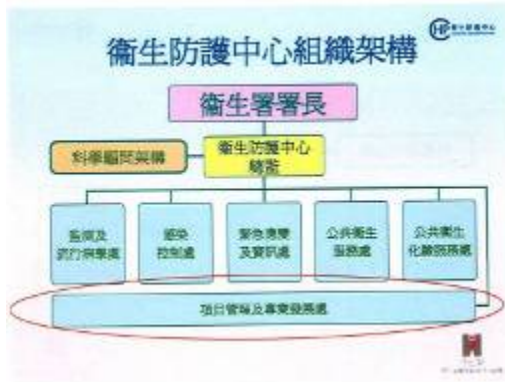 衞生防護中心組織架構
衞生署署長
科學顧問架構
衞生防護中心
總監
監測及
流行病學處
感染
控制處
緊急應變
及資訊處
公共衞生
服務處
公共衞生
化驗服務處
項目管理及專業發展處